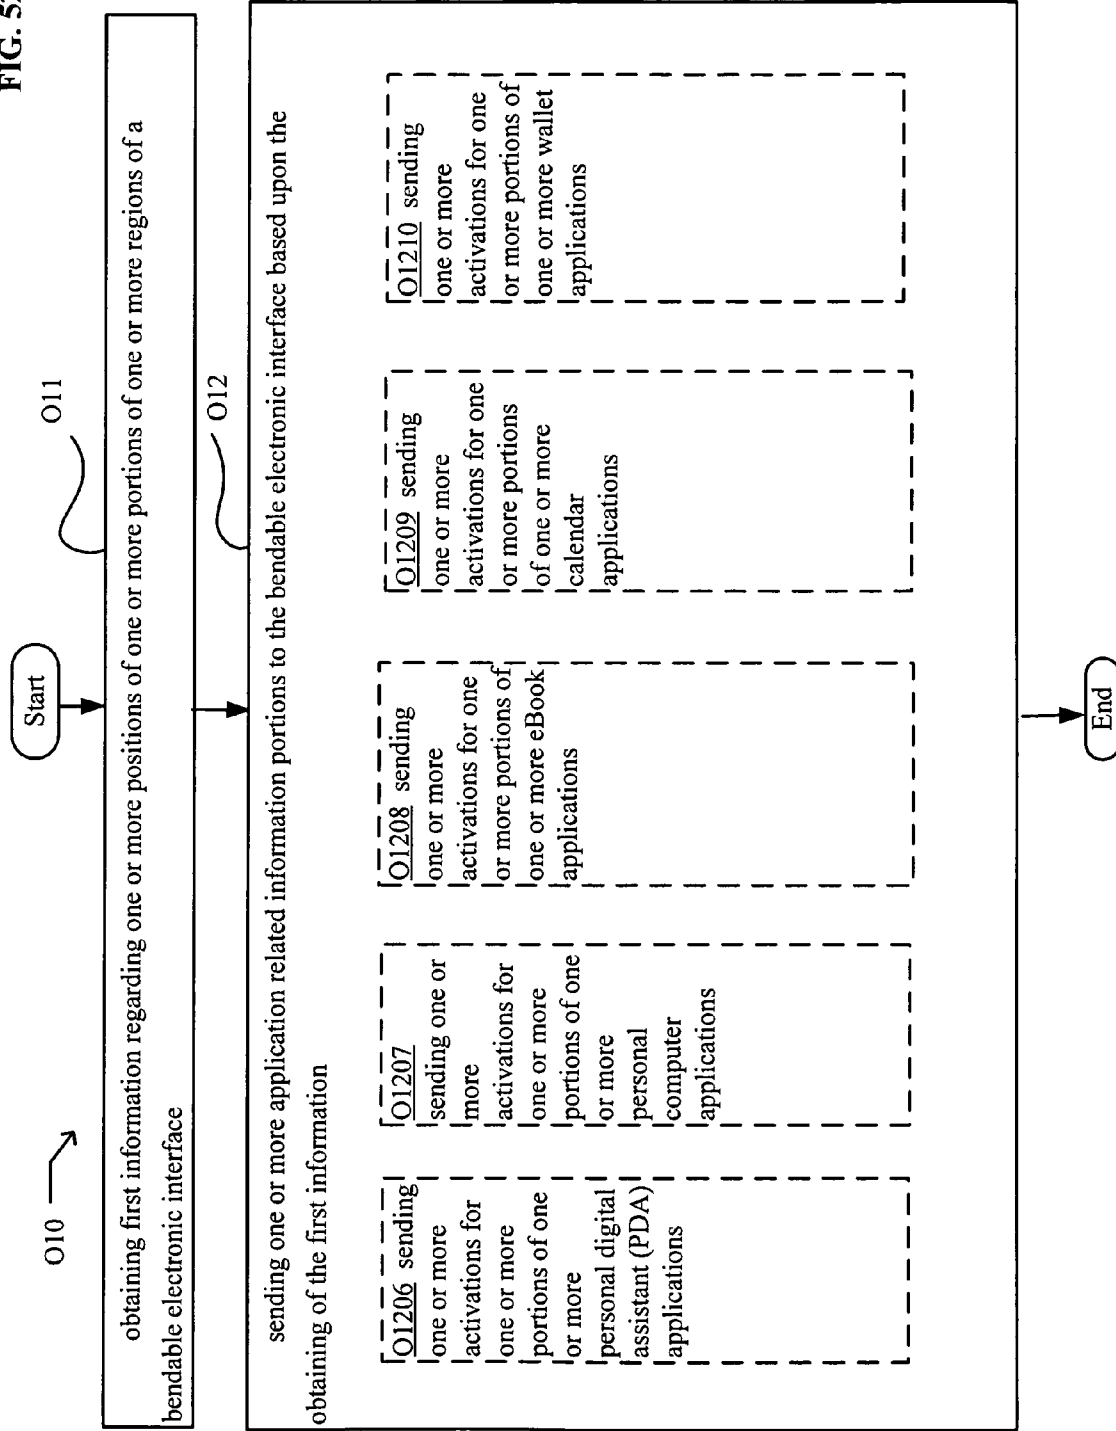 FIG. 5
Start
O10
O11
obtaining first information regarding one or more positions of one or more portions of one or more regions of a
bendable electronic interface
O12
sending one or more application related information portions to the bendable electronic interface based upon the
obtaining of the first information
O1206 sending
one or more
activations for
one or more
portions of one
or more
personal digital
assistant (PDA)
applications
O1207
sending one or
more
activations for
one or more
portions of one
or more
personal
computer
applications
O1208 sending
one or more
activations for one
or more portions of
one or more eBook
applications
O1209 sending
one or more
activations for one
or more portions
of one or more
calendar
applications
O1210 sending
one or more
activations for one
or more portions of
one or more wallet
applications
End